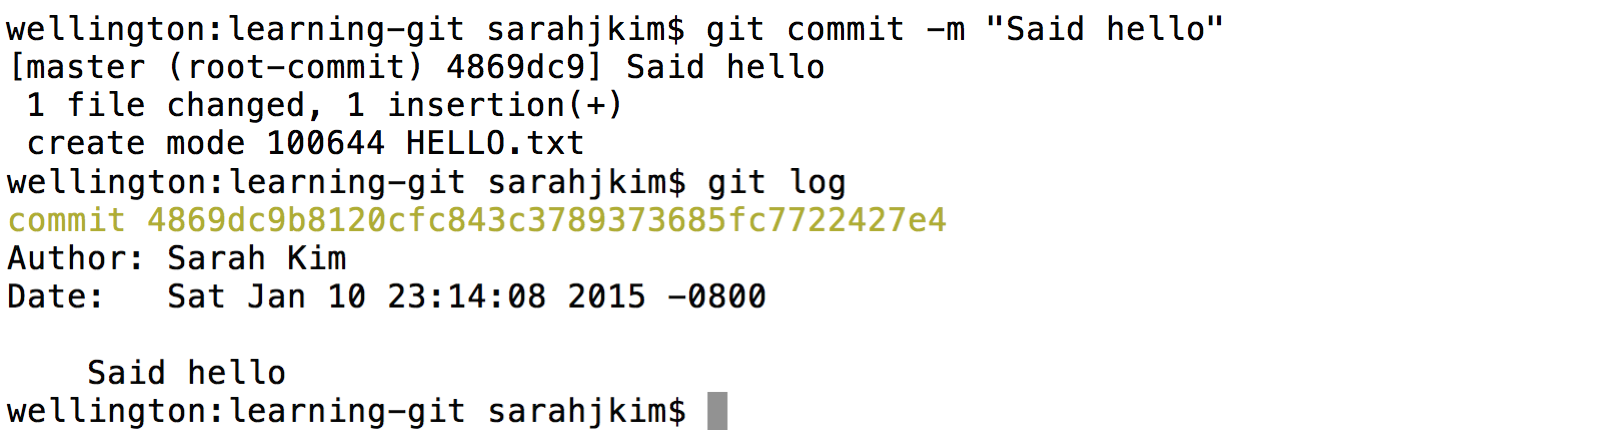 wellington:learning-git sarahjkim$ git commit -m "Said hello"
[master (root-commit) 4869dc9] Said hello
 1 file changed, 1 insertion(+)
 create mode 100644 HELLO.txt
wellington:learning-git sarahjkim$ git log
commit 4869dc9b8120cfc843c3789373685fc7722427e4
Author: Sarah Kim
Date:   Sat Jan 10 23:14:08 2015 -0800
    Said hello
wellington:learning-git sarahjkim$